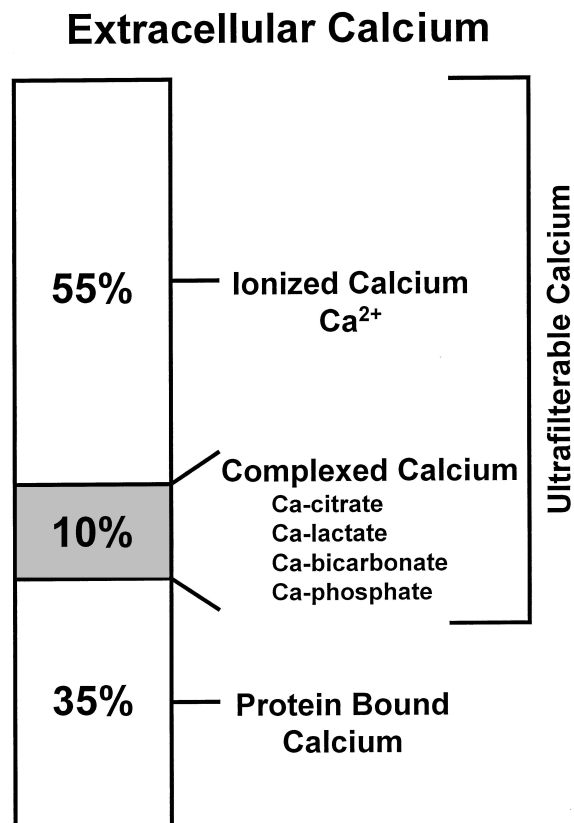 Extracellular Calcium
55%
Ionized Calcium
Ca²⁺
Complexed Calcium
Ca-citrate
Ca-lactate
Ca-bicarbonate
Ca-phosphate
10%
35%
Protein Bound
Calcium
Ultrafilterable Calcium